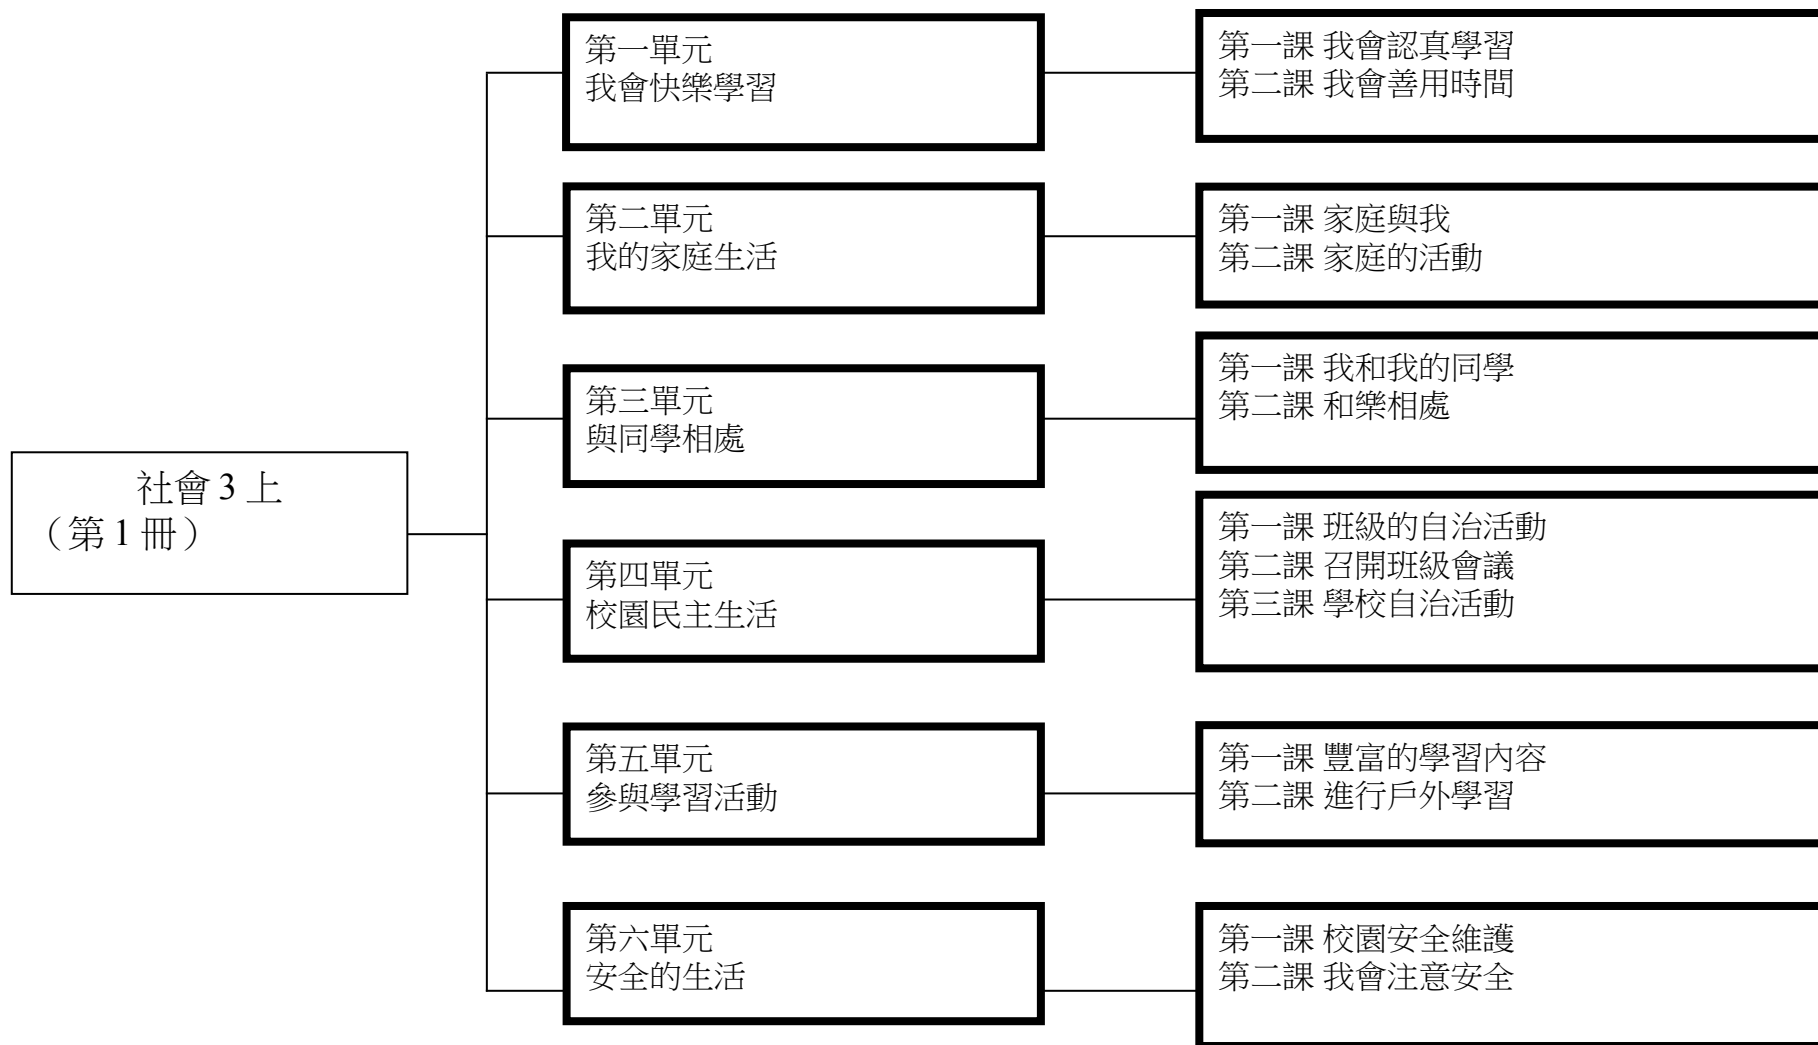 社會 3 上
（第 1 冊）
第一單元
我會快樂學習
第一課 我會認真學習
第二課 我會善用時間
第二單元
我的家庭生活
第一課 家庭與我
第二課 家庭的活動
第三單元
與同學相處
第一課 我和我的同學
第二課 和樂相處
第四單元
校園民主生活
第一課 班級的自治活動
第二課 召開班級會議
第三課 學校自治活動
第五單元
參與學習活動
第一課 豐富的學習內容
第二課 進行戶外學習
第六單元
安全的生活
第一課 校園安全維護
第二課 我會注意安全